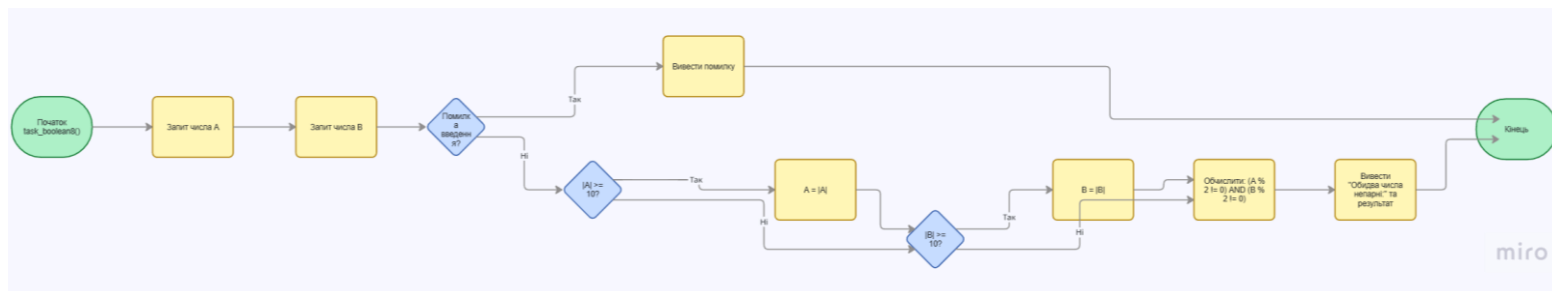 Початок
task_boolean8()
Запит числа A
Запит числа B
Помилк
а
введенн
я?
Так
Вивести помилку
Ні
|A| >=
10?
Так
A = |A|
Ні
|B| >=
10?
Так
B = |B|
Ні
Обчислити: (A %
2 != 0) AND (B %
2 != 0)
Вивести
"Обидва числа
непарні:" та
результат
Кінець
miro